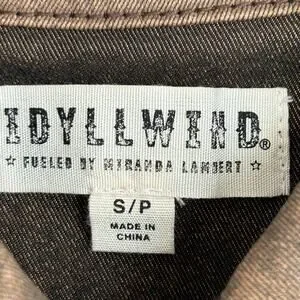 IDYLLWIND®
☆ FUELED BY MIRANDA LAMBERT ☆
S/P
MADE IN
CHINA